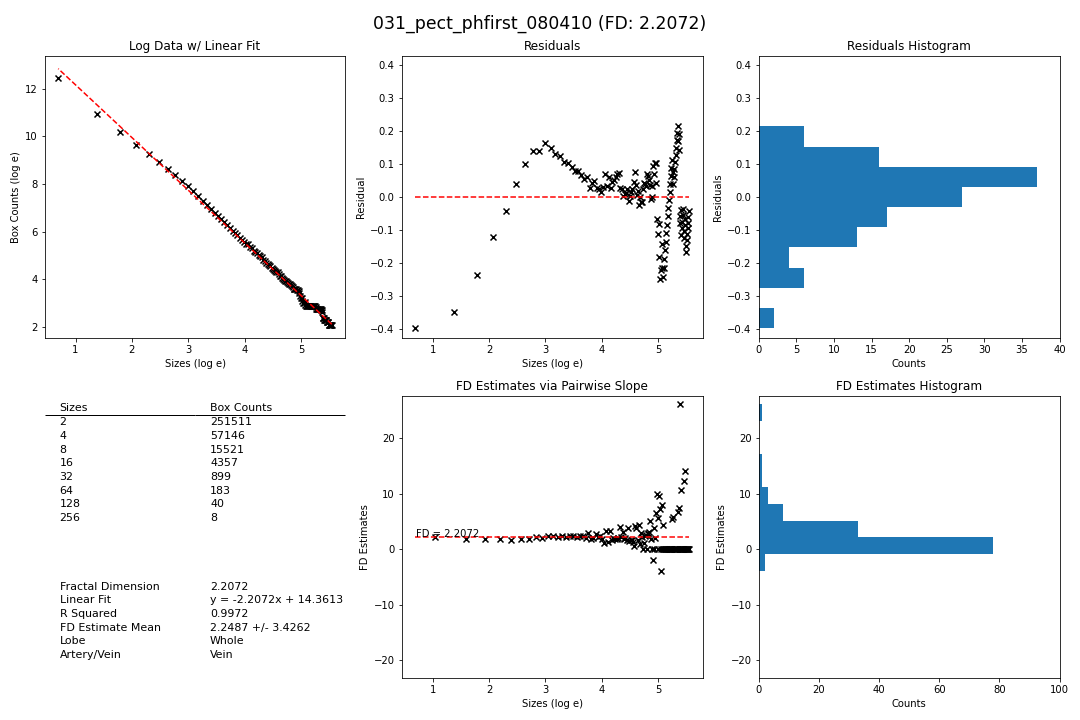 031_pect_phfirst_080410 (FD: 2.2072)
Log Data w/ Linear Fit
Box Counts (log e)
12
10
8
6
4
2
1 2 3 4 5
Sizes (log e)
Residuals
Residual
0.4
0.3
0.2
0.1
0.0
−0.1
−0.2
−0.3
−0.4
1 2 3 4 5
Sizes (log e)
Residuals Histogram
Residuals
0.4
0.3
0.2
0.1
0.0
−0.1
−0.2
−0.3
−0.4
0 5 10 15 20 25 30 35 40
Counts
Sizes Box Counts
2 251511
4 57146
8 15521
16 4357
32 899
64 183
128 40
256 8
Fractal Dimension 2.2072
Linear Fit y = -2.2072x + 14.3613
R Squared 0.9972
FD Estimate Mean 2.2487 +/- 3.4262
Lobe Whole
Artery/Vein Vein
FD Estimates via Pairwise Slope
FD Estimates
20
10
0
−10
−20
FD = 2.2072
1 2 3 4 5
Sizes (log e)
FD Estimates Histogram
FD Estimates
20
10
0
−10
−20
0 20 40 60 80 100
Counts